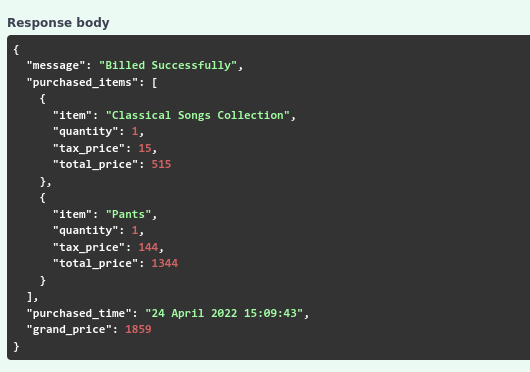 Response body
{
  "message": "Billed Successfully",
  "purchased_items": [
    {
      "item": "Classical Songs Collection",
      "quantity": 1,
      "tax_price": 15,
      "total_price": 515
    },
    {
      "item": "Pants",
      "quantity": 1,
      "tax_price": 144,
      "total_price": 1344
    }
  ],
  "purchased_time": "24 April 2022 15:09:43",
  "grand_price": 1859
}